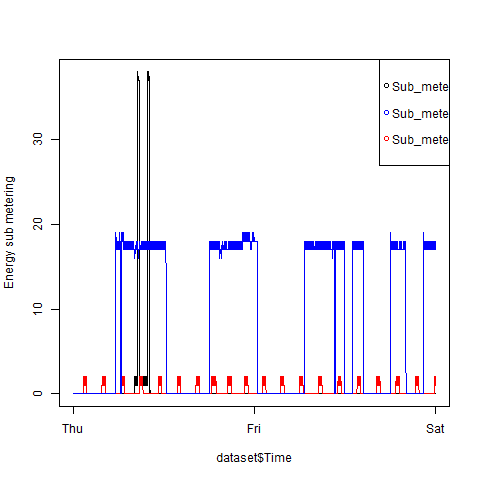 Energy sub metering
30
20
10
0
Sub_mete
Sub_mete
Sub_mete
Thu
Fri
Sat
dataset$Time